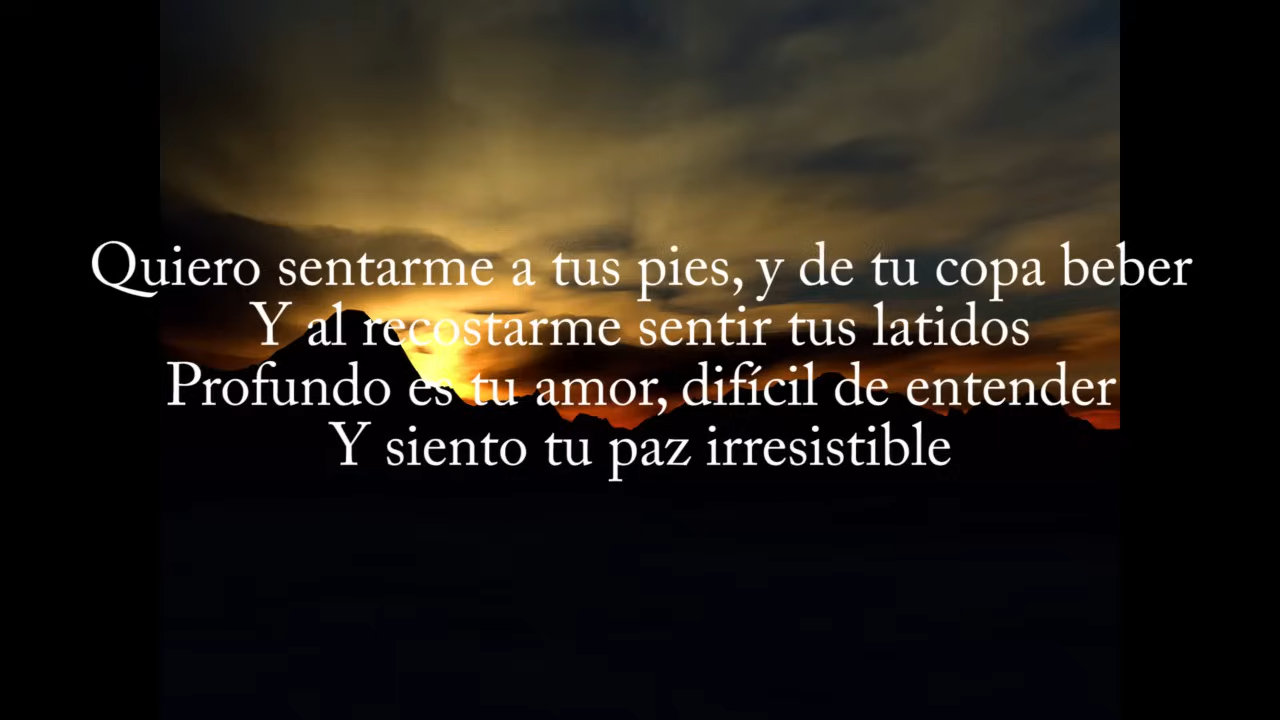 Quiero sentarme a tus pies, y de tu copa beber
Y al recostarme sentir tus latidos
Profundo es tu amor, difícil de entender
Y siento tu paz irresistible